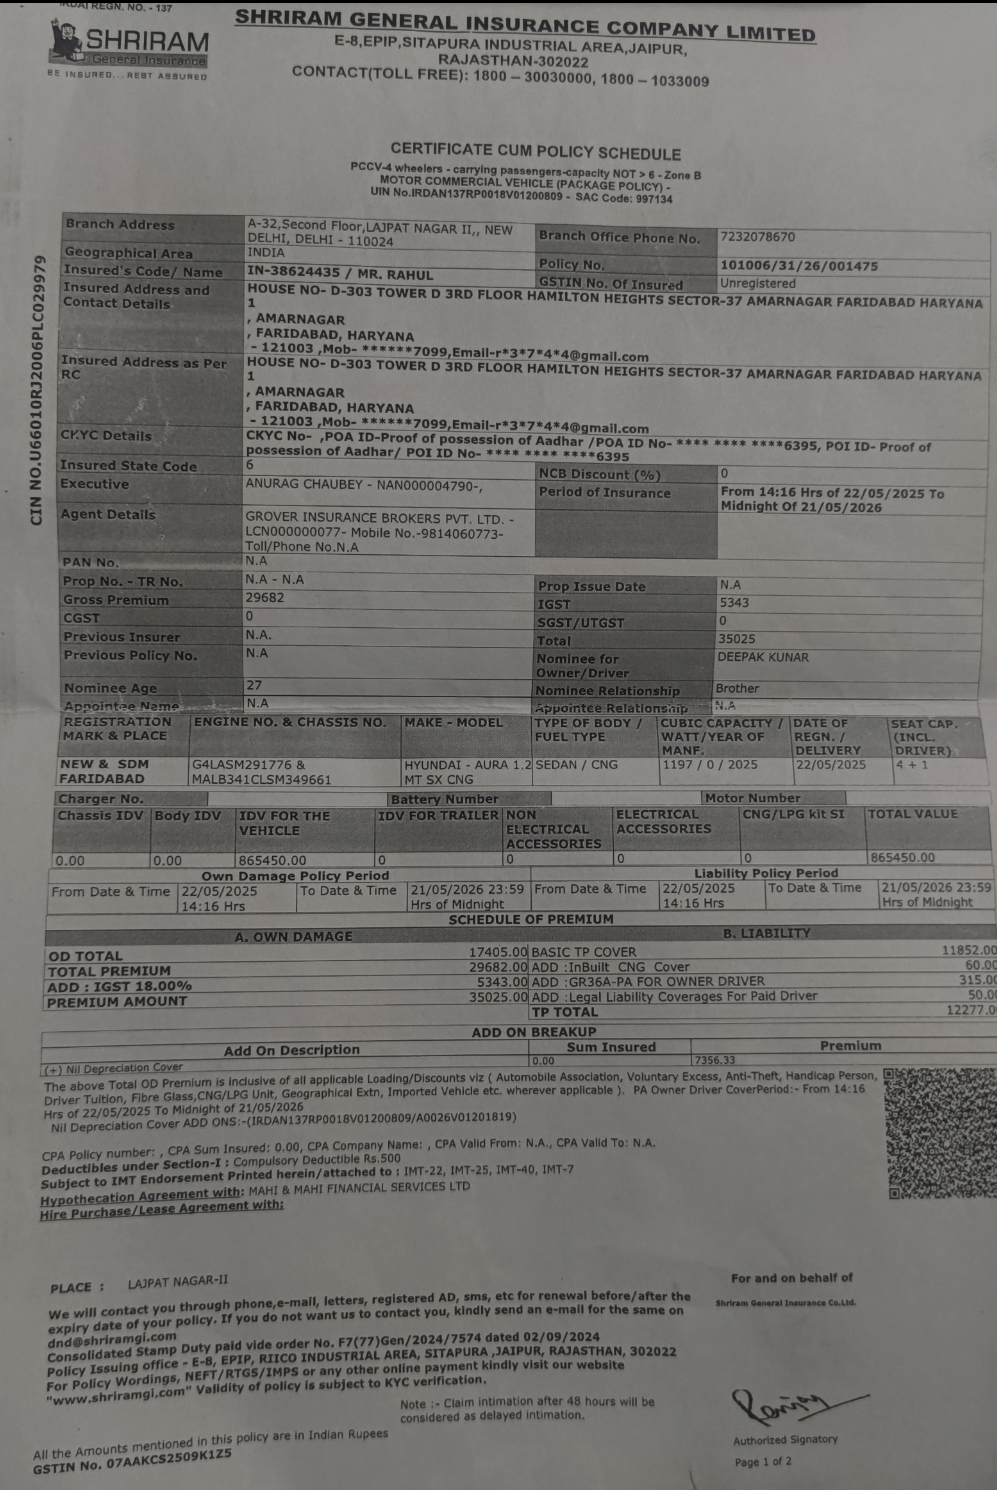 IRDAI REGN. NO. - 137
SHRIRAM
General Insurance
BE INSURED...REST ASSURED
SHRIRAM GENERAL INSURANCE COMPANY LIMITED
E-8,EPIP,SITAPURA INDUSTRIAL AREA,JAIPUR,
RAJASTHAN-302022
CONTACT(TOLL FREE): 1800 – 30030000, 1800 – 1033009
CERTIFICATE CUM POLICY SCHEDULE
PCCV-4 wheelers - carrying passengers-capacity NOT > 6 - Zone B
MOTOR COMMERCIAL VEHICLE (PACKAGE POLICY) -
UIN No.IRDAN137RP0018V01200809 - SAC Code: 997134
CIN NO.U66010RJ2006PLC029979
Branch Address A-32,Second Floor,LAJPAT NAGAR II,, NEW
DELHI, DELHI - 110024
Branch Office Phone No. 7232078670
Geographical Area INDIA
Insured's Code/ Name IN-38624435 / MR. RAHUL
Policy No. 101006/31/26/001475
GSTIN No. Of Insured Unregistered
Insured Address and
Contact Details
HOUSE NO- D-303 TOWER D 3RD FLOOR HAMILTON HEIGHTS SECTOR-37 AMARNAGAR FARIDABAD HARYANA
1
, AMARNAGAR
, FARIDABAD, HARYANA
- 121003 ,Mob- ******7099,Email-r*3*7*4*4@gmail.com
Insured Address as Per
RC
HOUSE NO- D-303 TOWER D 3RD FLOOR HAMILTON HEIGHTS SECTOR-37 AMARNAGAR FARIDABAD HARYANA
1
, AMARNAGAR
, FARIDABAD, HARYANA
- 121003 ,Mob- ******7099,Email-r*3*7*4*4@gmail.com
CKYC Details CKYC No- ,POA ID-Proof of possession of Aadhar /POA ID No- **** **** ****6395, POI ID- Proof of
possession of Aadhar/ POI ID No- **** **** ****6395
Insured State Code 6
NCB Discount (%) 0
Executive ANURAG CHAUBEY - NAN000004790-,
Period of Insurance From 14:16 Hrs of 22/05/2025 To
Midnight Of 21/05/2026
Agent Details GROVER INSURANCE BROKERS PVT. LTD. -
LCN000000077- Mobile No.-9814060773-
Toll/Phone No.N.A
PAN No. N.A
Prop No. - TR No. N.A - N.A
Prop Issue Date N.A
Gross Premium 29682
IGST 5343
CGST 0
SGST/UTGST 0
Previous Insurer N.A.
Total 35025
Previous Policy No. N.A
Nominee for
Owner/Driver
DEEPAK KUNAR
Nominee Age 27
Nominee Relationship Brother
Appointee Name N.A
Appointee Relationship N.A
REGISTRATION
MARK & PLACE
ENGINE NO. & CHASSIS NO.
MAKE - MODEL
TYPE OF BODY /
FUEL TYPE
CUBIC CAPACITY /
WATT/YEAR OF
MANF.
DATE OF
REGN. /
DELIVERY
SEAT CAP.
(INCL.
DRIVER)
NEW & SDM
FARIDABAD
G4LASM291776 &
MALB341CLSM349661
HYUNDAI - AURA 1.2
MT SX CNG
SEDAN / CNG
1197 / 0 / 2025
22/05/2025
4 + 1
Charger No. Battery Number Motor Number
Chassis IDV
Body IDV
IDV FOR THE
VEHICLE
IDV FOR TRAILER
NON
ELECTRICAL
ACCESSORIES
ELECTRICAL
ACCESSORIES
CNG/LPG kit SI
TOTAL VALUE
0.00 0.00 865450.00 0 0 0 0 865450.00
Own Damage Policy Period Liability Policy Period
From Date & Time 22/05/2025
14:16 Hrs
To Date & Time 21/05/2026 23:59
Hrs of Midnight
From Date & Time 22/05/2025
14:16 Hrs
To Date & Time 21/05/2026 23:59
Hrs of Midnight
SCHEDULE OF PREMIUM
A. OWN DAMAGE B. LIABILITY
OD TOTAL 17405.00 BASIC TP COVER 11852.00
TOTAL PREMIUM 29682.00 ADD :InBuilt CNG Cover 60.00
ADD : IGST 18.00% 5343.00 ADD :GR36A-PA FOR OWNER DRIVER 315.00
PREMIUM AMOUNT 35025.00 ADD :Legal Liability Coverages For Paid Driver 50.00
TP TOTAL 12277.00
ADD ON BREAKUP
Add On Description Sum Insured Premium
(+) Nil Depreciation Cover 0.00 7356.33
The above Total OD Premium is inclusive of all applicable Loading/Discounts viz ( Automobile Association, Voluntary Excess, Anti-Theft, Handicap Person,
Driver Tuition, Fibre Glass,CNG/LPG Unit, Geographical Extn, Imported Vehicle etc. wherever applicable ). PA Owner Driver CoverPeriod:- From 14:16
Hrs of 22/05/2025 To Midnight of 21/05/2026
Nil Depreciation Cover ADD ONS:-(IRDAN137RP0018V01200809/A0026V01201819)
CPA Policy number: , CPA Sum Insured: 0.00, CPA Company Name: , CPA Valid From: N.A., CPA Valid To: N.A.
Deductibles under Section-I : Compulsory Deductible Rs.500
Subject to IMT Endorsement Printed herein/attached to : IMT-22, IMT-25, IMT-40, IMT-7
Hypothecation Agreement with: MAHI & MAHI FINANCIAL SERVICES LTD
Hire Purchase/Lease Agreement with:
PLACE : LAJPAT NAGAR-II
For and on behalf of
Shriram General Insurance Co.Ltd.
We will contact you through phone,e-mail, letters, registered AD, sms, etc for renewal before/after the
expiry date of your policy. If you do not want us to contact you, kindly send an e-mail for the same on
dnd@shriramgi.com
Consolidated Stamp Duty paid vide order No. F7(77)Gen/2024/7574 dated 02/09/2024
Policy Issuing office - E-8, EPIP, RIICO INDUSTRIAL AREA, SITAPURA ,JAIPUR, RAJASTHAN, 302022
For Policy Wordings, NEFT/RTGS/IMPS or any other online payment kindly visit our website
"www.shriramgi.com" Validity of policy is subject to KYC verification.
Note :- Claim intimation after 48 hours will be
considered as delayed intimation.
Authorized Signatory
All the Amounts mentioned in this policy are in Indian Rupees
GSTIN No. 07AAKCS2509K1Z5
Page 1 of 2